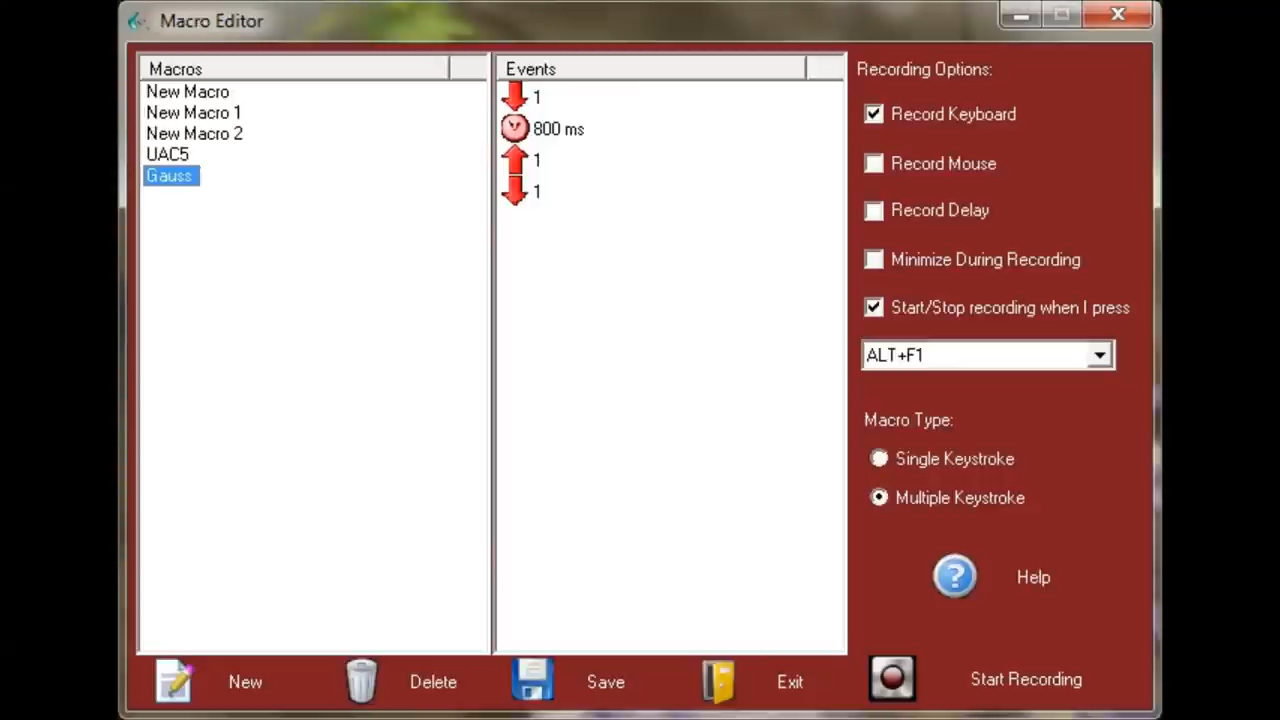 Macro Editor
Macros
New Macro
New Macro 1
New Macro 2
UAC5
Gauss
Events
1
800 ms
1
1
Recording Options:
Record Keyboard
Record Mouse
Record Delay
Minimize During Recording
Start/Stop recording when I press
ALT+F1
Macro Type:
Single Keystroke
Multiple Keystroke
? Help
New
Delete
Save
Exit
Start Recording